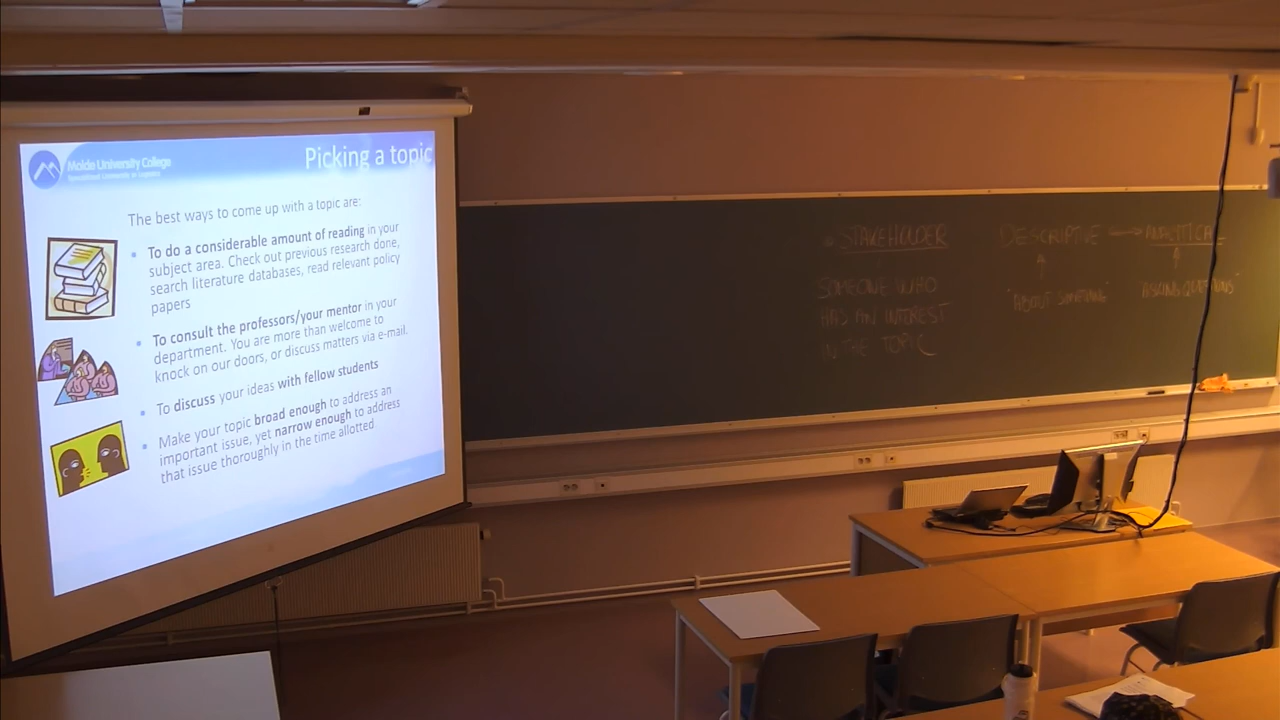 Molde University College
Specialized University in Logistics
Picking a topic
The best ways to come up with a topic are:
• To do a considerable amount of reading in your
subject area. Check out previous research done,
search literature databases, read relevant policy
papers
• To consult the professors/your mentor in your
department. You are more than welcome to
knock on our doors, or discuss matters via e-mail.
• To discuss your ideas with fellow students
• Make your topic broad enough to address an
important issue, yet narrow enough to address
that issue thoroughly in the time allotted
STAKEHOLDER
SOMEONE WHO
HAS AN INTEREST
IN THE TOPIC
DESCRIPTIVE → ANALYTICAL
"ABOUT SOMETHING"
"ASKING QUESTIONS"